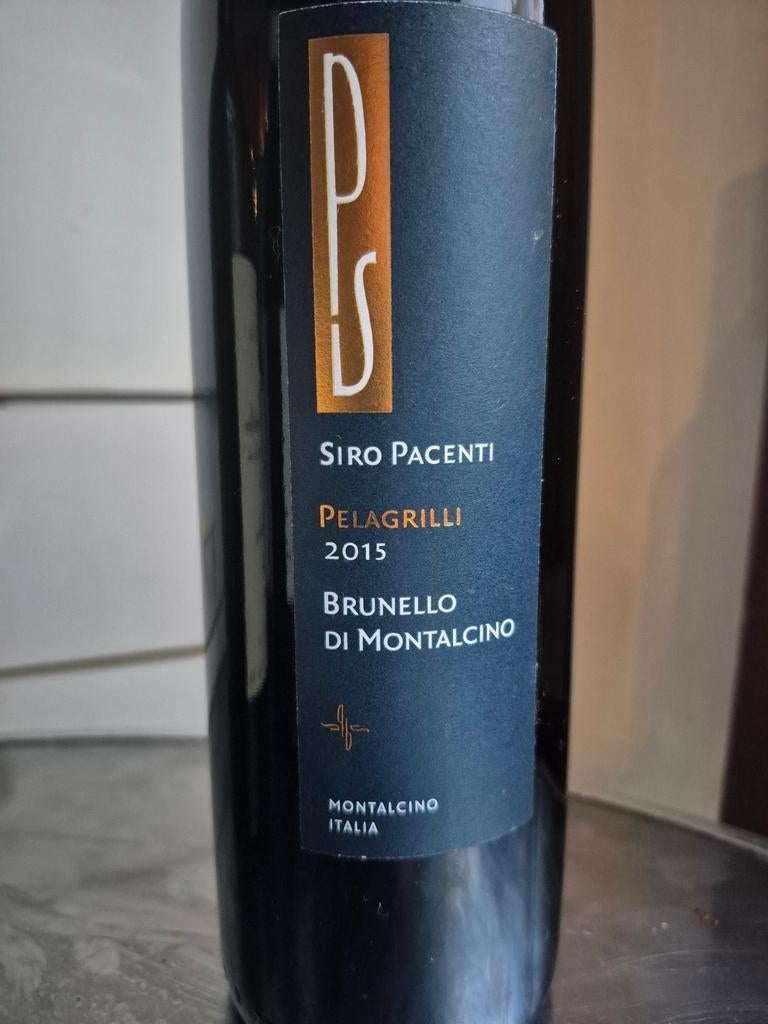 PS
SIRO PACENTI
PELAGRILLI
2015
BRUNELLO
DI MONTALCINO
MONTALCINO
ITALIA